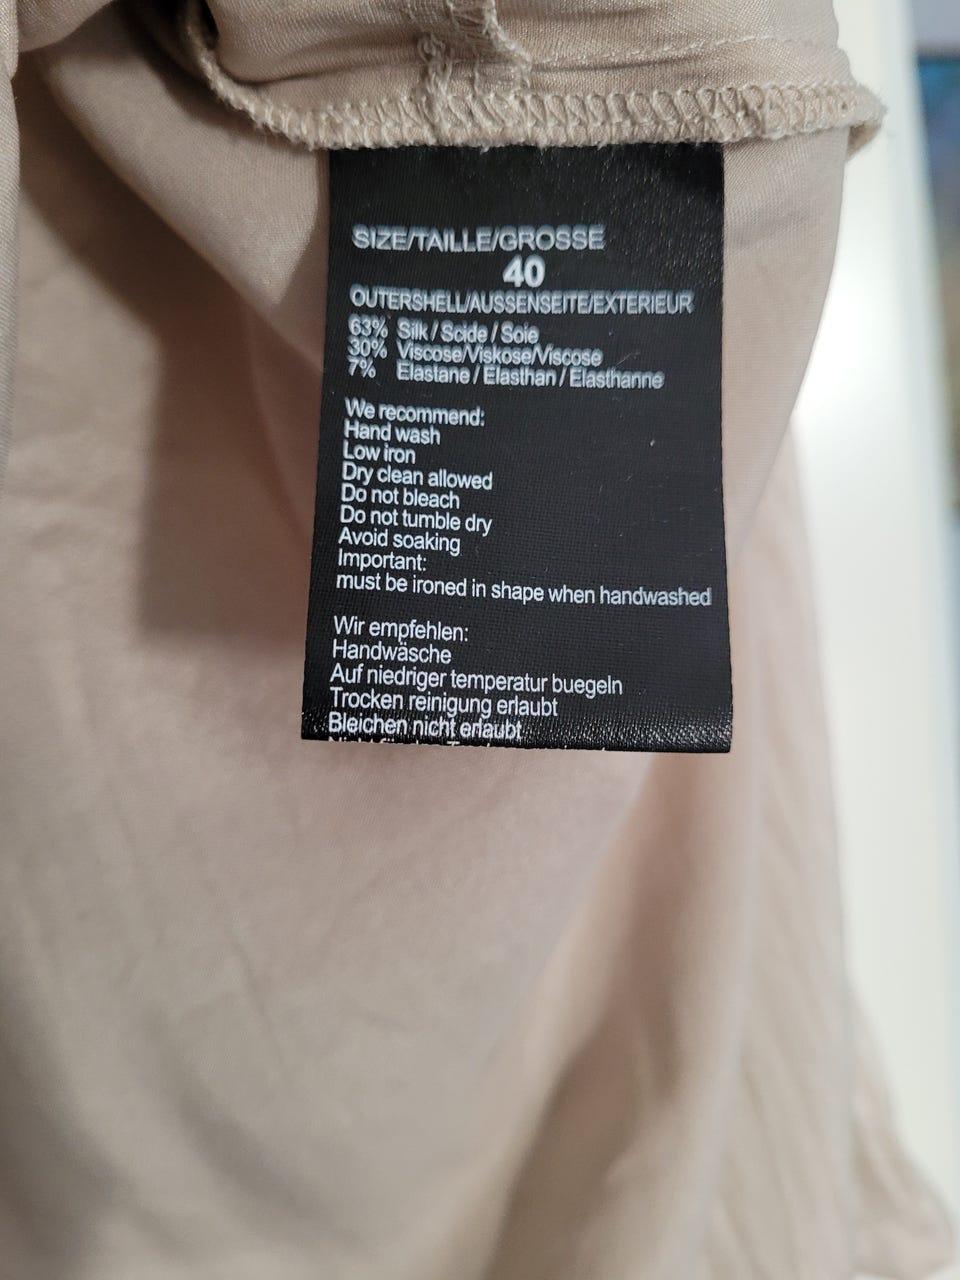 SIZE/TAILLE/GROSSE
40
OUTERSHELL/AUSSENSEITE/EXTERIEUR
63% Silk / Scide / Soie
30% Viscose/Viskose/Viscose
7% Elastane / Elasthan / Elasthanne
We recommend:
Hand wash
Low iron
Dry clean allowed
Do not bleach
Do not tumble dry
Avoid soaking
Important:
must be ironed in shape when handwashed
Wir empfehlen:
Handwäsche
Auf niedriger temperatur buegeln
Trocken reinigung erlaubt
Bleichen nicht erlaubt